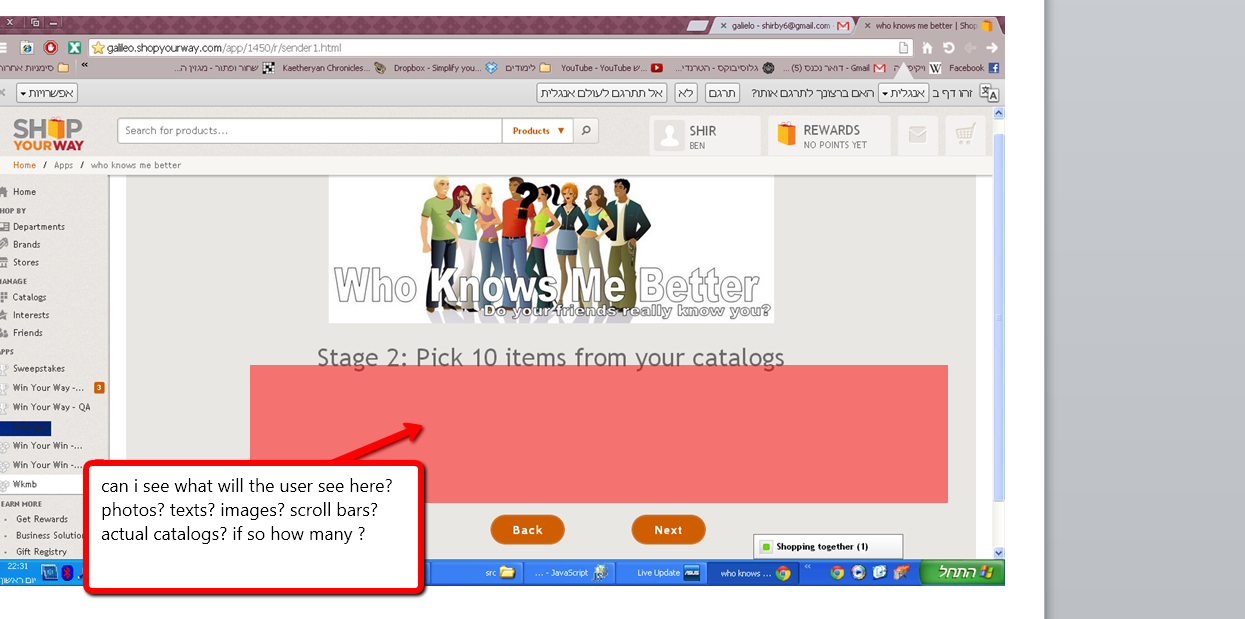 galielo - shirby6@gmail.com
who knows me better | Shop
galileo.shopyourway.com/app/1450/r/sender1.html
סימניות אחרות
«
שחור ופתור - מגזין ה...
Kaetheryan Chronicles...
Dropbox - Simplify you...
לימודים
YouTube - YouTube ש...
גלוסיבוקס - הטרנדי...
Gmail - דואר נכנס (5) ...
Facebook
אפשרויות
אל תתרגם לעולם אנגלית
לא
תרגם
האם ברצונך לתרגם אותו?
אנגלית
זהו דף ב
SHOP
YOURWAY
Search for products...
Products
SHIR
BEN
REWARDS
NO POINTS YET
Home / Apps / who knows me better
Home
HOP BY
Departments
Brands
Stores
MANAGE
Catalogs
Interests
Friends
APPS
Sweepstakes
Win Your Way -... 3
Win Your Way - QA
Win Your Win -...
Win Your Win -...
Wkmb
EARN MORE
Get Rewards
Business Solution
Gift Registry
?
Who Knows Me Better
Do your friends really know you?
Stage 2: Pick 10 items from your catalogs
can i see what will the user see here?
photos? texts? images? scroll bars?
actual catalogs? if so how many ?
Back
Next
Shopping together (1)
22:31
יום ראשון
src
... - JavaScript
Live Update
who knows ...
«
התחל